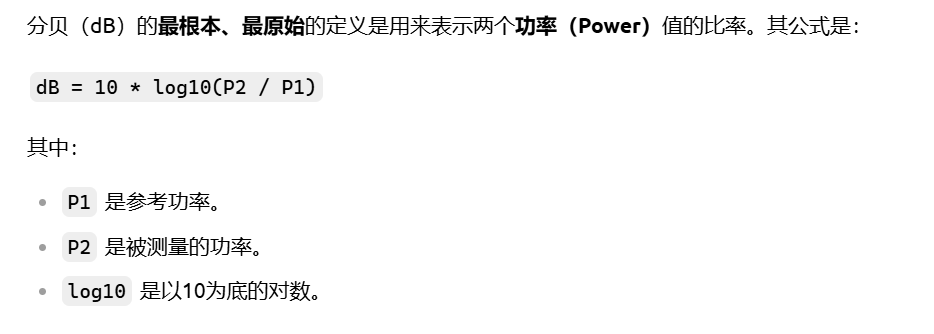 分贝（dB）的最根本、最原始的定义是用来表示两个功率（Power）值的比率。其公式是：
dB = 10 * log10(P2 / P1)
其中：
• P1 是参考功率。
• P2 是被测量的功率。
• log10 是以10为底的对数。